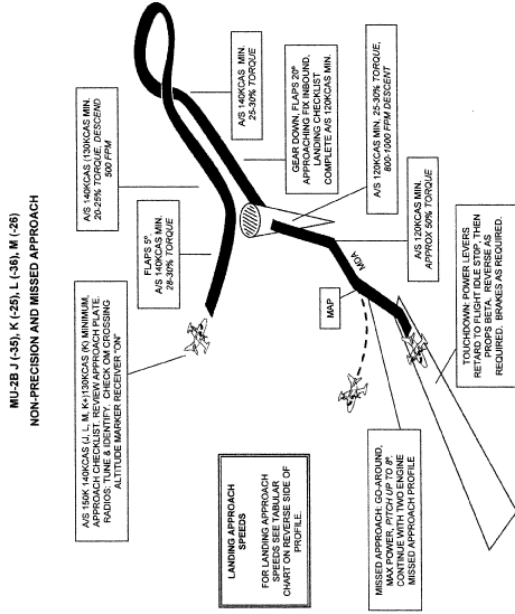 MU-2B J (-35), K (-25), L (-36), M (-26)
NON-PRECISION AND MISSED APPROACH
A/S 150K 140KCAS (J, L, M, K+)130KCAS (K) MINIMUM,
APPROACH CHECKLIST. REVIEW APPROACH PLATE.
RADIOS: TUNE & IDENTIFY. CHECK OM CROSSING
ALTITUDE MARKER RECEIVER "ON"
FLAPS 5°.
A/S 140KCAS MIN.
28-30% TORQUE
A/S 140KCAS (130KCAS MIN.
20-25% TORQUE, DESCEND
500 FPM
A/S 140KCAS MIN.
25-30% TORQUE
GEAR DOWN, FLAPS 20°
APPROACHING FIX INBOUND,
LANDING CHECKLIST
COMPLETE A/S 120KCAS MIN.
A/S 120KCAS MIN, 25-30% TORQUE,
800-1000 FPM DESCENT
A/S 120KCAS MIN.
APPROX 50% TORQUE
MDA
MAP
LANDING APPROACH
SPEEDS
FOR LANDING APPROACH
SPEEDS SEE TABULAR
CHART ON REVERSE SIDE OF
PROFILE.
MISSED APPROACH: GO-AROUND,
MAX POWER, PITCH UP TO 8°.
CONTINUE WITH TWO ENGINE
MISSED APPROACH PROFILE
TOUCHDOWN: POWER LEVERS
RETARD TO FLIGHT IDLE STOP, THEN
PROPS BETA. REVERSE AS
REQUIRED. BRAKES AS REQUIRED.